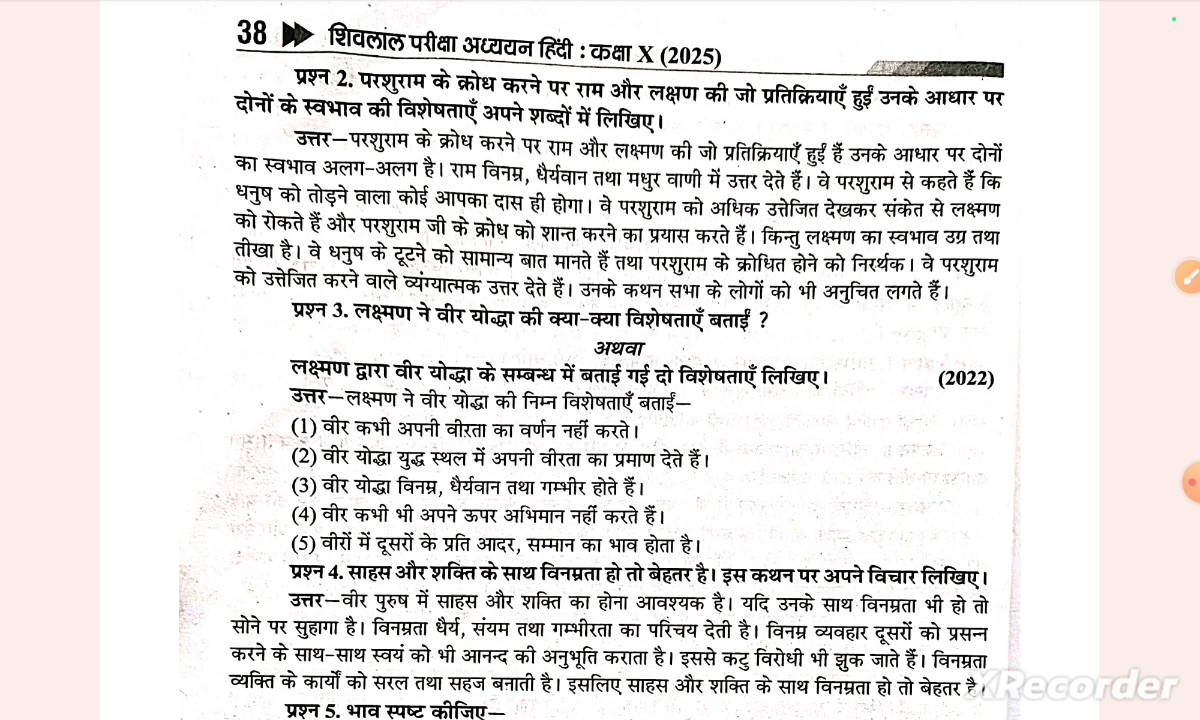 38 शिवलाल परीक्षा अध्ययन हिंदी : कक्षा X (2025)
प्रश्न 2. परशुराम के क्रोध करने पर राम और लक्षण की जो प्रतिक्रियाएँ हुईं उनके आधार पर
दोनों के स्वभाव की विशेषताएँ अपने शब्दों में लिखिए।
उत्तर—परशुराम के क्रोध करने पर राम और लक्ष्मण की जो प्रतिक्रियाएँ हुईं हैं उनके आधार पर दोनों
का स्वभाव अलग-अलग है। राम विनम्र, धैर्यवान तथा मधुर वाणी में उत्तर देते हैं। वे परशुराम से कहते हैं कि
धनुष को तोड़ने वाला कोई आपका दास ही होगा। वे परशुराम को अधिक उत्तेजित देखकर संकेत से लक्ष्मण
को रोकते हैं और परशुराम जी के क्रोध को शान्त करने का प्रयास करते हैं। किन्तु लक्ष्मण का स्वभाव उग्र तथा
तीखा है। वे धनुष के टूटने को सामान्य बात मानते हैं तथा परशुराम के क्रोधित होने को निरर्थक। वे परशुराम
को उत्तेजित करने वाले व्यंग्यात्मक उत्तर देते हैं। उनके कथन सभा के लोगों को भी अनुचित लगते हैं।
प्रश्न 3. लक्ष्मण ने वीर योद्धा की क्या-क्या विशेषताएँ बताईं ?
अथवा
लक्ष्मण द्वारा वीर योद्धा के सम्बन्ध में बताई गई दो विशेषताएँ लिखिए। (2022)
उत्तर—लक्ष्मण ने वीर योद्धा की निम्न विशेषताएँ बताईं—
(1) वीर कभी अपनी वीरता का वर्णन नहीं करते।
(2) वीर योद्धा युद्ध स्थल में अपनी वीरता का प्रमाण देते हैं।
(3) वीर योद्धा विनम्र, धैर्यवान तथा गम्भीर होते हैं।
(4) वीर कभी भी अपने ऊपर अभिमान नहीं करते हैं।
(5) वीरों में दूसरों के प्रति आदर, सम्मान का भाव होता है।
प्रश्न 4. साहस और शक्ति के साथ विनम्रता हो तो बेहतर है। इस कथन पर अपने विचार लिखिए।
उत्तर—वीर पुरुष में साहस और शक्ति का होना आवश्यक है। यदि उनके साथ विनम्रता भी हो तो
सोने पर सुहागा है। विनम्रता धैर्य, संयम तथा गम्भीरता का परिचय देती है। विनम्र व्यवहार दूसरों को प्रसन्न
करने के साथ-साथ स्वयं को भी आनन्द की अनुभूति कराता है। इससे कटु विरोधी भी झुक जाते हैं। विनम्रता
व्यक्ति के कार्यों को सरल तथा सहज बनाती है। इसलिए साहस और शक्ति के साथ विनम्रता हो तो बेहतर है।
XRecorder
प्रश्न 5. भाव स्पष्ट कीजिए—